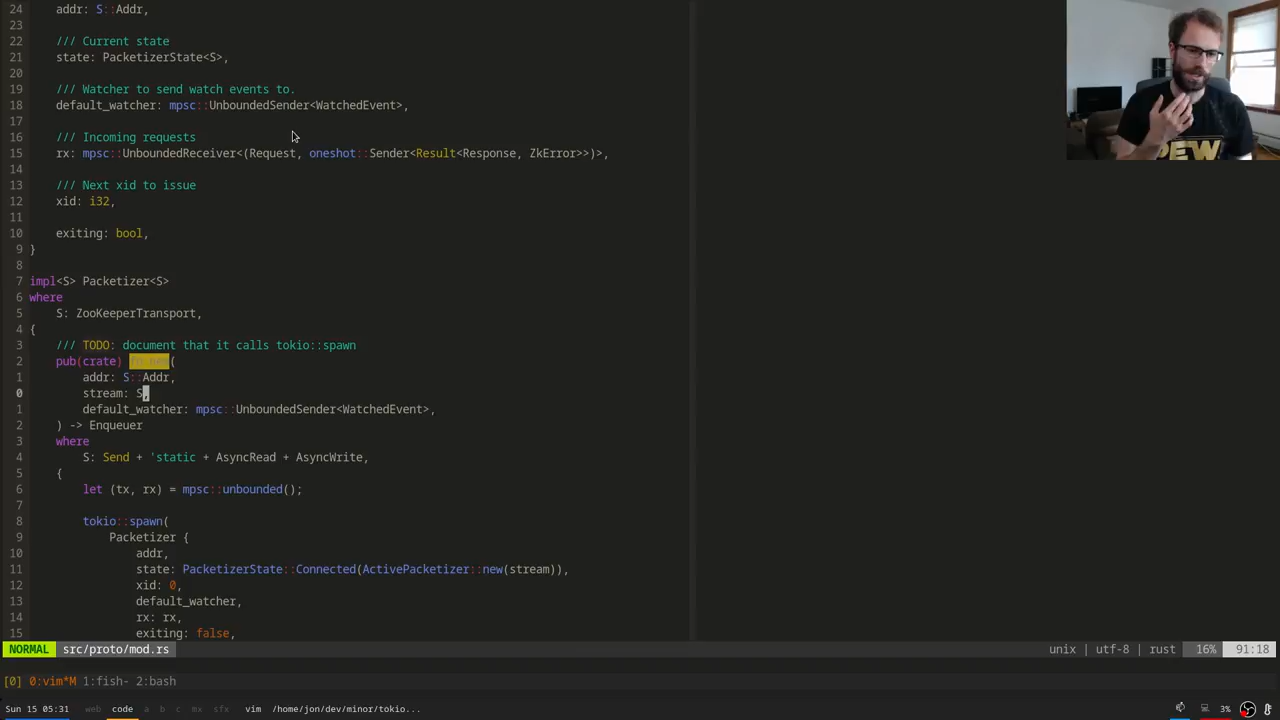 24 addr: S::Addr,
23
22 /// Current state
21 state: PacketizerState<S>,
20
19 /// Watcher to send watch events to.
18 default_watcher: mpsc::UnboundedSender<WatchedEvent>,
17
16 /// Incoming requests
15 rx: mpsc::UnboundedReceiver<(Request, oneshot::Sender<Result<Response, ZkError>>)>,
14
13 /// Next xid to issue
12 xid: i32,
11
10 exiting: bool,
9 }
8
7 impl<S> Packetizer<S>
6 where
5 S: ZooKeeperTransport,
4 {
3 /// TODO: document that it calls tokio::spawn
2 pub(crate) fn new(
1 addr: S::Addr,
0 stream: S,
1 default_watcher: mpsc::UnboundedSender<WatchedEvent>,
2 ) -> Enqueuer
3 where
4 S: Send + 'static + AsyncRead + AsyncWrite,
5 {
6 let (tx, rx) = mpsc::unbounded();
7
8 tokio::spawn(
9 Packetizer {
10 addr,
11 state: PacketizerState::Connected(ActivePacketizer::new(stream)),
12 xid: 0,
13 default_watcher,
14 rx: rx,
15 exiting: false,
NORMAL src/proto/mod.rs unix | utf-8 | rust 16% 91:18
[0] 0:vim*M 1:fish- 2:bash
Sun 15 05:31 web code a b c mx sfx vim /home/jon/dev/minor/tokio... 3%
PEW